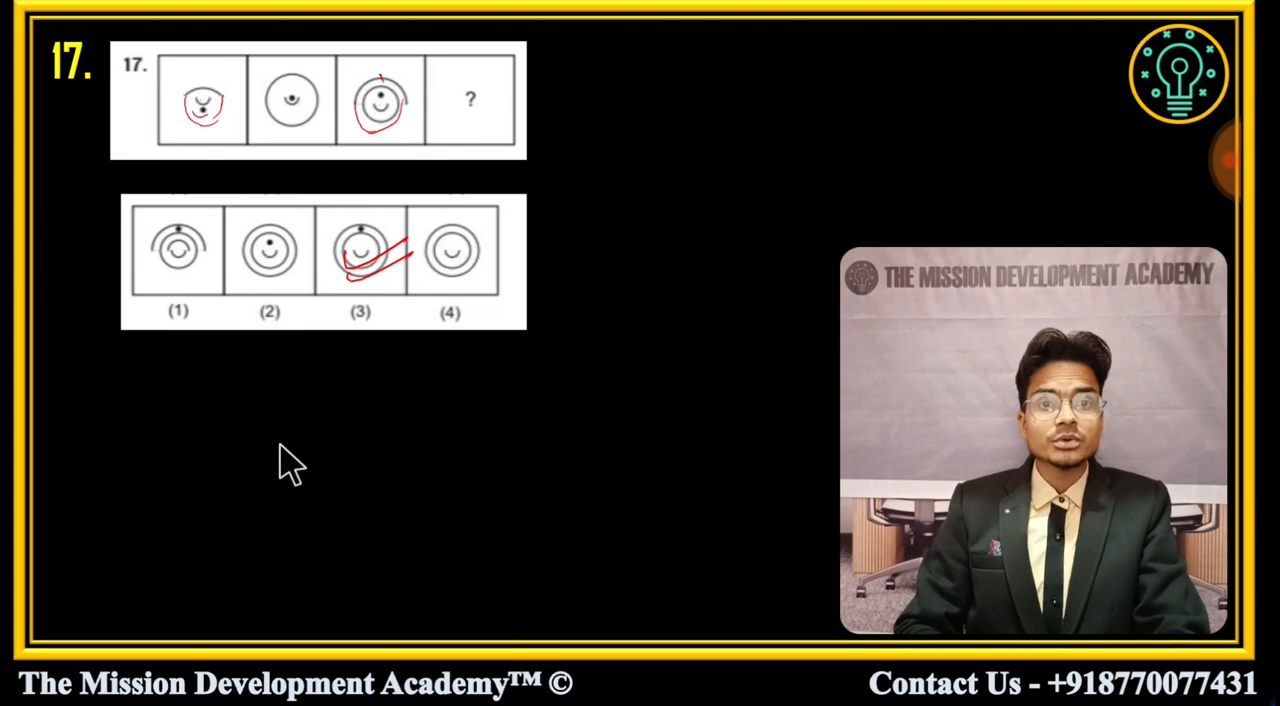 17.
17.
?
(1) (2) (3) (4)
THE MISSION DEVELOPMENT ACADEMY
The Mission Development Academy™ ©
Contact Us - +918770077431